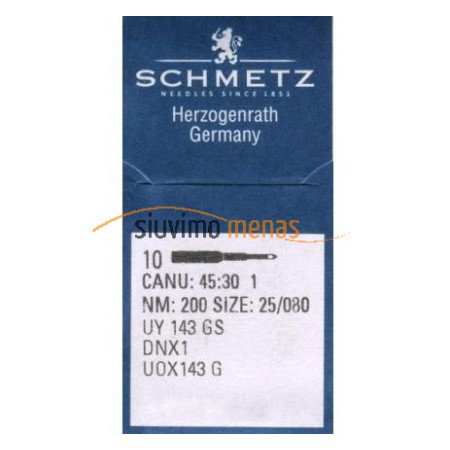 SCHMETZ
NEEDLES SINCE 1851
Herzogenrath
Germany
siuvimo menas
10
CANU: 45:30 1
NM: 200 SIZE: 25/080
UY 143 GS
DNX1
UOX143 G